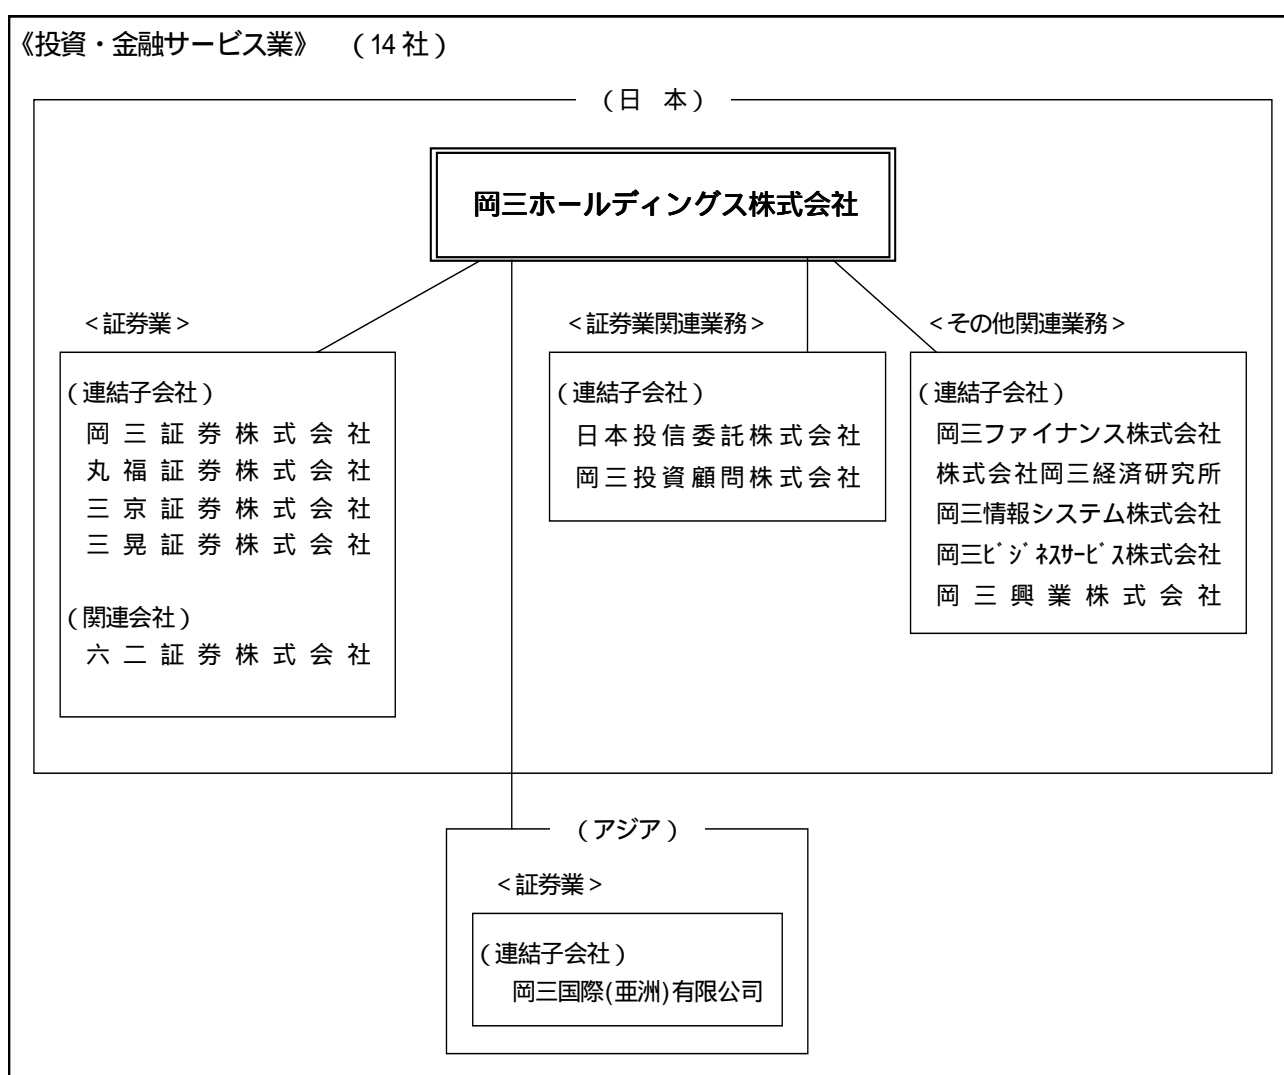 《投資・金融サービス業》 (14社)
(日 本)
岡三ホールディングス株式会社
<証券業>
(連結子会社)
岡三証券株式会社
丸福証券株式会社
三京証券株式会社
三晃証券株式会社
(関連会社)
六二証券株式会社
<証券業関連業務>
(連結子会社)
日本投信委託株式会社
岡三投資顧問株式会社
<その他関連業務>
(連結子会社)
岡三ファイナンス株式会社
株式会社岡三経済研究所
岡三情報システム株式会社
岡三ﾋﾞｼﾞﾈｽｻｰﾋﾞｽ株式会社
岡三興業株式会社
(アジア)
<証券業>
(連結子会社)
岡三国際(亜洲)有限公司